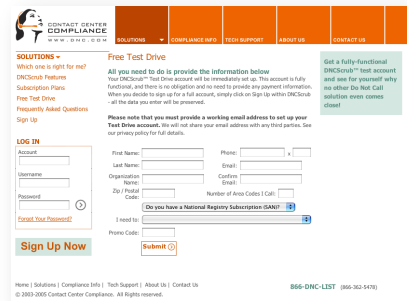 CONTACT CENTER
COMPLIANCE
WWW.DNC.COM
SOLUTIONS
COMPLIANCE INFO
TECH SUPPORT
ABOUT US
CONTACT US
SOLUTIONS
Which one is right for me?
DNCScrub Features
Subscription Plans
Free Test Drive
Frequently Asked Questions
Sign Up
LOG IN
Account
Username
Password
Forget Your Password?
Sign Up Now
Free Test Drive
All you need to do is provide the information below
Your DNCScrub™ Test Drive account will be immediately set up. This account is fully
functional, and there is no obligation and no need to provide any payment information.
When you decide to sign up for a full account, simply click on Sign Up within DNCScrub
- all the data you enter will be preserved.
Please note that you must provide a working email address to set up your
Test Drive account. We will not share your email address with any third parties. See
our privacy policy for full details.
First Name:
Phone:
x
Last Name:
Email:
Organization
Name:
Confirm
Email:
Zip / Postal
Code:
Number of Area Codes I Call:
Do you have a National Registry Subscription (SAN)?
I need to:
Promo Code:
Submit
Get a fully-functional
DNCScrub™ test account
and see for yourself why
no other Do Not Call
solution even comes
close!
Home | Solutions | Compliance Info | Tech Support | About Us | Contact Us
© 2003-2005 Contact Center Compliance. All Rights reserved.
866-DNC-LIST (866-362-5478)